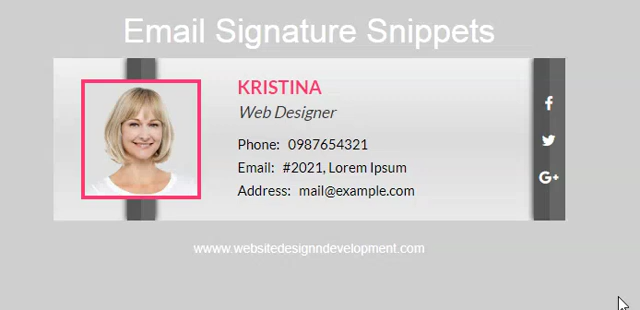 Email Signature Snippets
KRISTINA
Web Designer
Phone: 0987654321
Email: #2021, Lorem Ipsum
Address: mail@example.com
www.websitedesignndevelopment.com